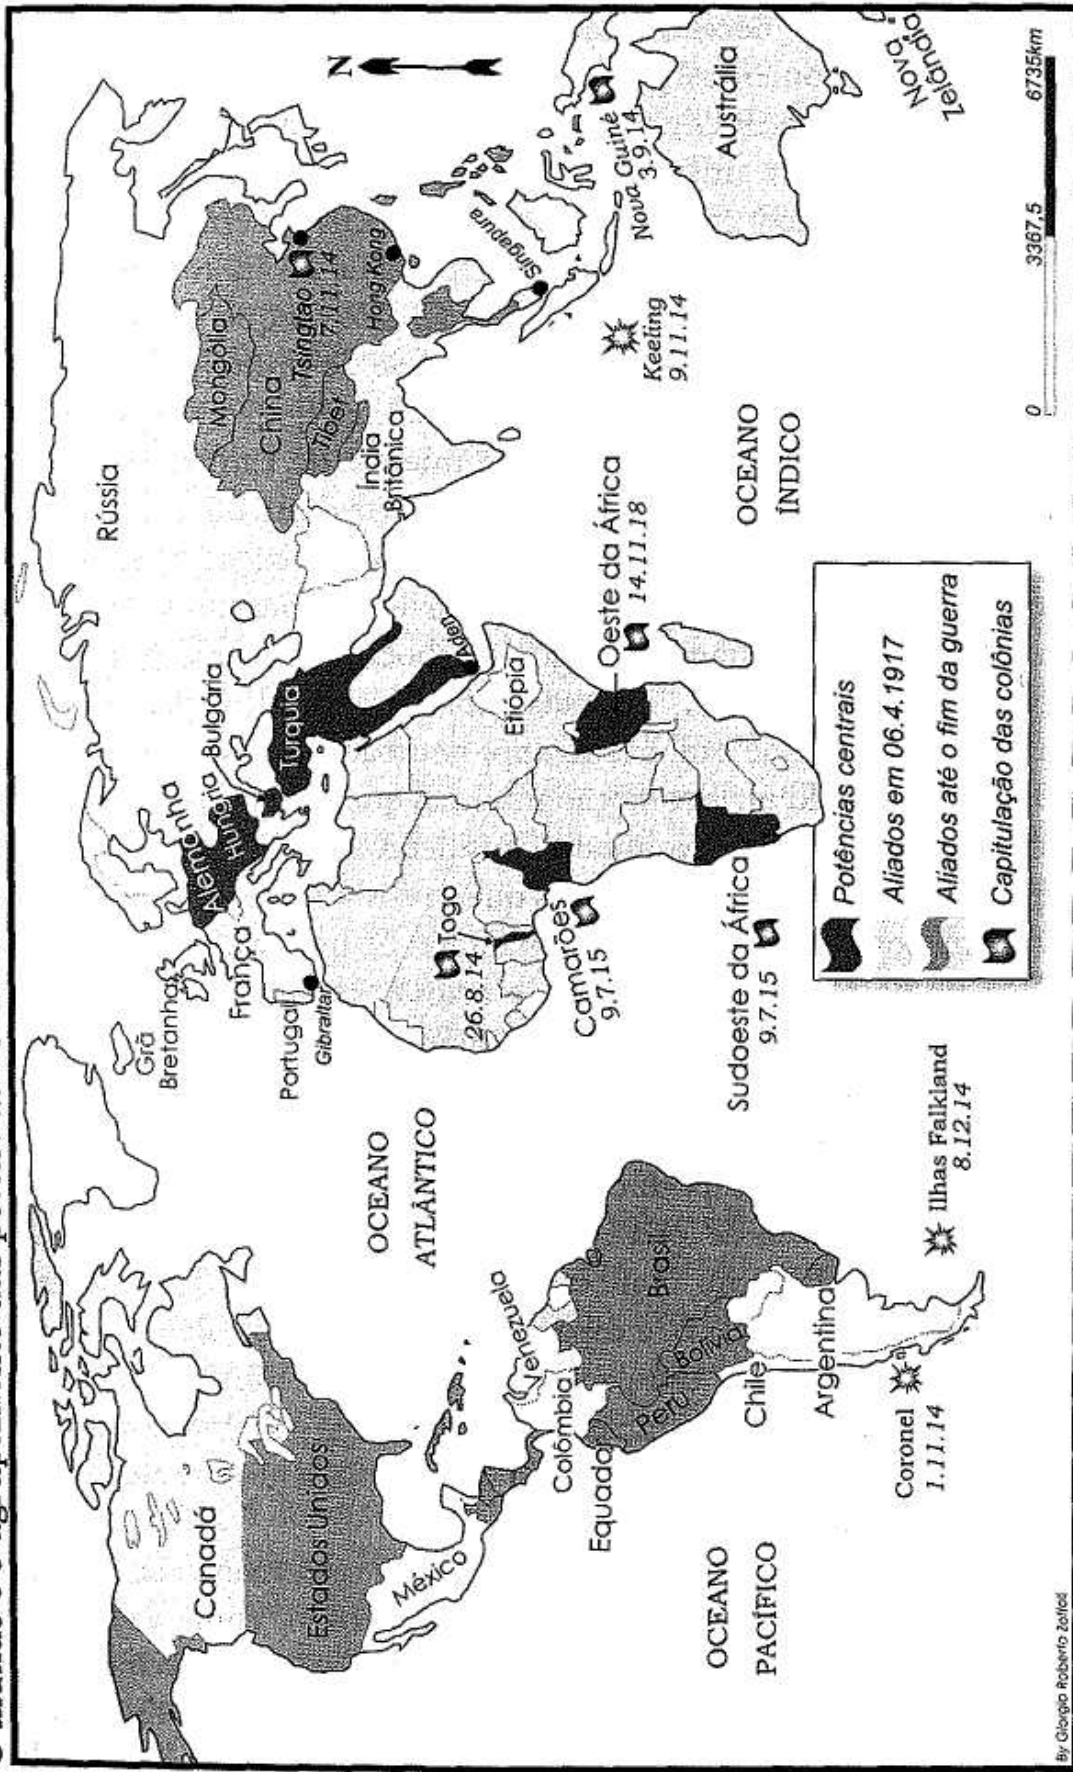 N
Rússia
Canadá
Estados Unidos
México
Grã
Bretanha
França
Portugal
Gibraltar
Alemanha
Hungria
Bulgária
Turquia
Aden
Mongólia
China
Tibet
Tsingtao
7.11.14
Hong Kong
Índia
Britânica
Singapura
Nova Guiné
3.9.14
Austrália
Nova
Zelândia
Keeling
9.11.14
OCEANO
ATLÂNTICO
OCEANO
ÍNDICO
OCEANO
PACÍFICO
Venezuela
Colômbia
Equador
Peru
Brasil
Bolívia
Chile
Argentina
Coronel
1.11.14
Ilhas Falkland
8.12.14
Togo
26.8.14
Camarões
9.7.15
Etiópia
Oeste da África
14.11.18
Sudoeste da África
9.7.15
Potências centrais
Aliados em 06.4.1917
Aliados até o fim da guerra
Capitulação das colônias
0 3367,5 6735km
By Giorgio Roberto